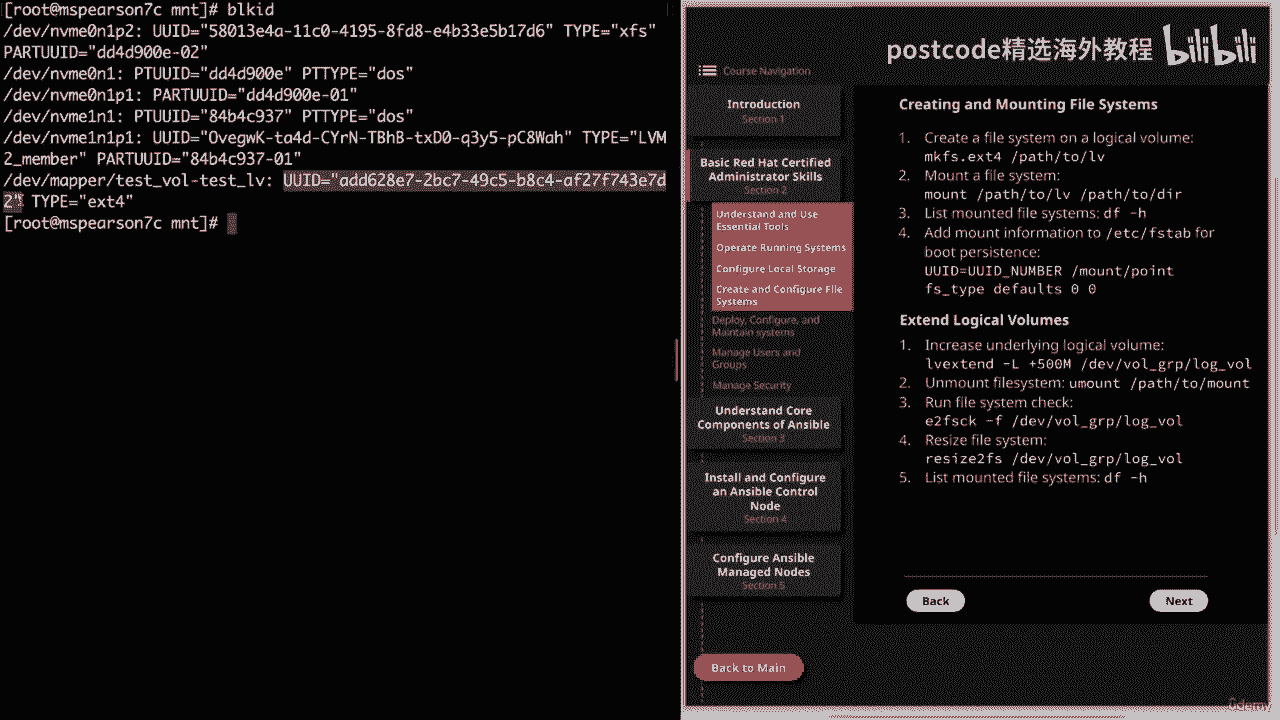 [root@mspearson7c mnt]# blkid
/dev/nvme0n1p2: UUID="58013e4a-11c0-4195-8fd8-e4b33e5b17d6" TYPE="xfs"
PARTUUID="dd4d900e-02"
/dev/nvme0n1: PTUUID="dd4d900e" PTTYPE="dos"
/dev/nvme0n1p1: PARTUUID="dd4d900e-01"
/dev/nvme1n1: PTUUID="84b4c937" PTTYPE="dos"
/dev/nvme1n1p1: UUID="OvegwK-ta4d-CYrN-TBhB-txD0-q3y5-pC8Wah" TYPE="LVM
2_member" PARTUUID="84b4c937-01"
/dev/mapper/test_vol-test_lv: UUID="add628e7-2bc7-49c5-b8c4-af27f743e7d
2" TYPE="ext4"
[root@mspearson7c mnt]#
postcode精选海外教程 bilibili
Course Navigation
Introduction
Section 1
Basic Red Hat Certified
Administrator Skills
Section 2
Understand and Use
Essential Tools
Operate Running Systems
Configure Local Storage
Create and Configure File
Systems
Deploy, Configure, and
Maintain systems
Manage Users and
Groups
Manage Security
Understand Core
Components of Ansible
Section 3
Install and Configure
an Ansible Control
Node
Section 4
Configure Ansible
Managed Nodes
Section 5
Back to Main
Creating and Mounting File Systems
1. Create a file system on a logical volume:
mkfs.ext4 /path/to/lv
2. Mount a file system:
mount /path/to/lv /path/to/dir
3. List mounted file systems: df -h
4. Add mount information to /etc/fstab for
boot persistence:
UUID=UUID_NUMBER /mount/point
fs_type defaults 0 0
Extend Logical Volumes
1. Increase underlying logical volume:
lvextend -L +500M /dev/vol_grp/log_vol
2. Unmount filesystem: umount /path/to/mount
3. Run file system check:
e2fsck -f /dev/vol_grp/log_vol
4. Resize file system:
resize2fs /dev/vol_grp/log_vol
5. List mounted file systems: df -h
Back
Next
Udemy